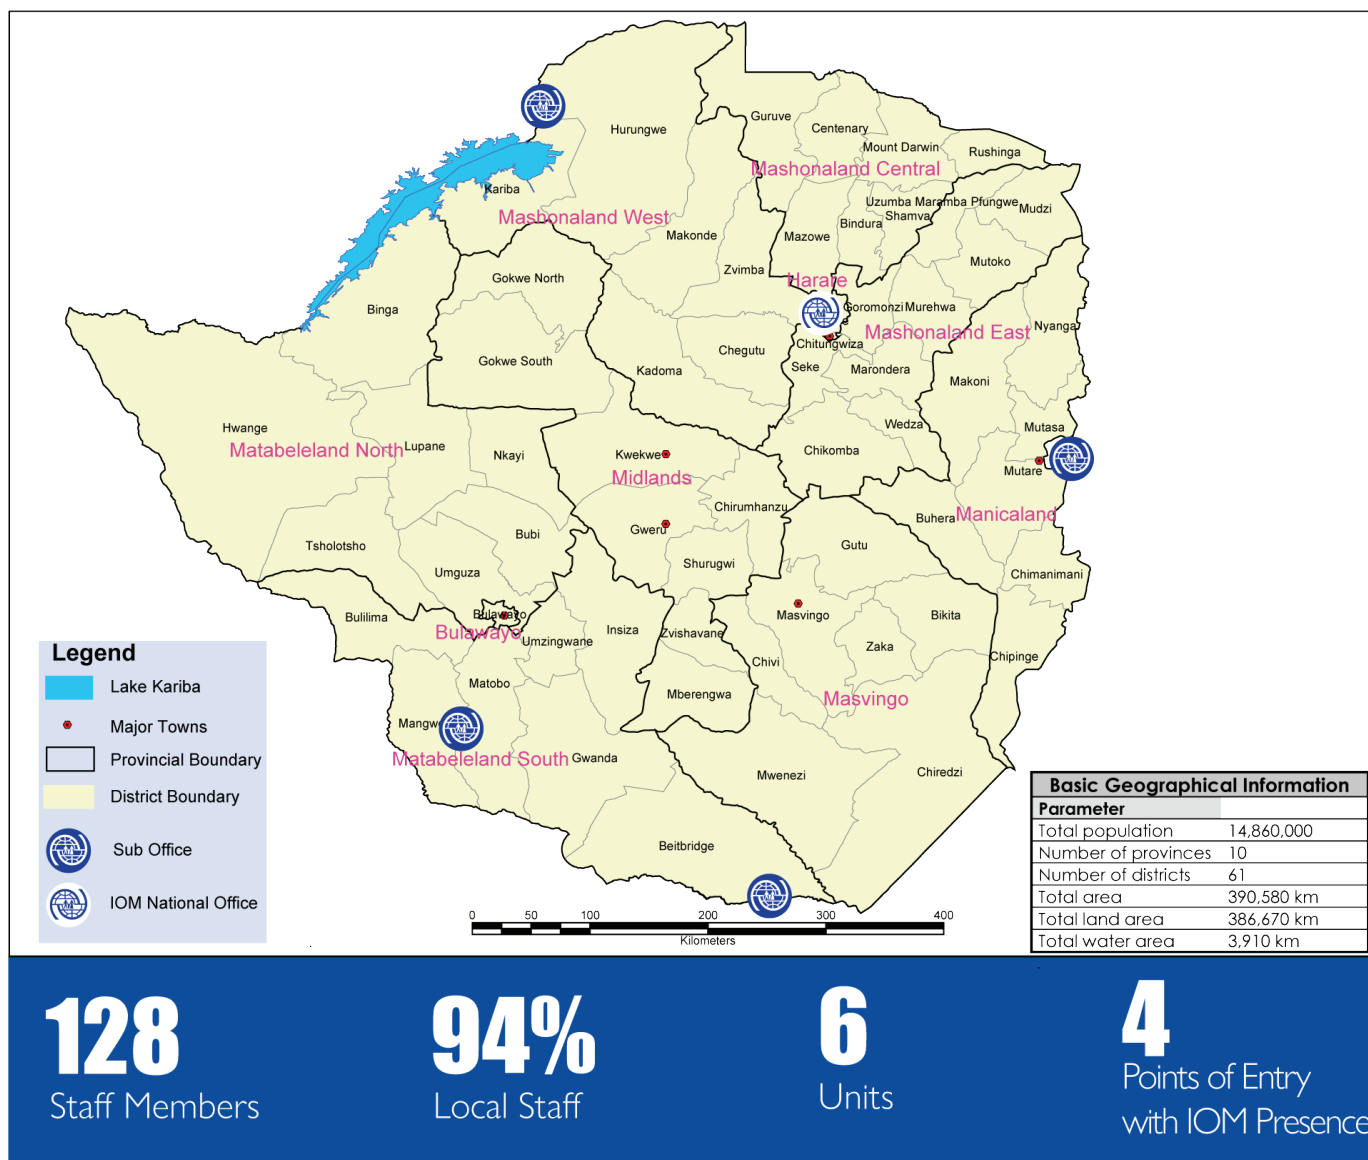 Hurungwe
Guruve
Centenary
Mount Darwin
Rushinga
Mashonaland Central
Kariba
Mashonaland West
Uzumba Maramba Pfungwe
Mudzi
Shamva
Bindura
Makonde
Mazowe
Mutoko
Zvimba
Gokwe North
Harare
Binga
Goromonzi
Murehwa
Nyanga
Mashonaland East
Chitungwiza
Chegutu
Gokwe South
Seke
Marondera
Kadoma
Makoni
Hwange
Wedza
Mutasa
Matabeleland North
Lupane
Nkayi
Kwekwe
Chikomba
Midlands
Mutare
Chirumhanzu
Buhera
Manicaland
Gweru
Bubi
Tsholotsho
Gutu
Shurugwi
Umguza
Chimanimani
Bulilima
Bulawayo
Masvingo
Bikita
Bulawayo
Umzingwane
Insiza
Zvishavane
Zaka
Chipinge
Chivi
Matobo
Mberengwa
Masvingo
Matabeleland South
Gwanda
Mwenezi
Chiredzi
Beitbridge
Legend
Lake Kariba
Major Towns
Provincial Boundary
District Boundary
Sub Office
IOM National Office
0 50 100 200 300 400
Kilometers
Basic Geographical Information
Parameter
Total population 14,860,000
Number of provinces 10
Number of districts 61
Total area 390,580 km
Total land area 386,670 km
Total water area 3,910 km
128
Staff Members
94%
Local Staff
6
Units
4
Points of Entry
with IOM Presence